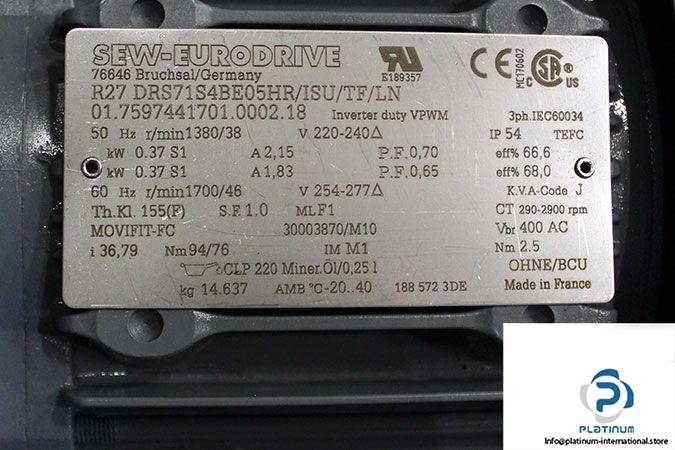 SEW-EURODRIVE
76646 Bruchsal/Germany
E189357
MC170602
R27 DRS71S4BE05HR/ISU/TF/LN
01.7597441701.0002.18 Inverter duty VPWM 3ph.IEC60034
50 Hz r/min 1380/38 V 220-240Δ IP 54 TEFC
kW 0.37 S1 A 2,15 P.F. 0,70 eff% 66,6
kW 0.37 S1 A 1,83 P.F. 0,65 eff% 68,0
60 Hz r/min 1700/46 V 254-277Δ K.V.A-Code J
Th.Kl. 155(F) S.F. 1.0 ML F1 CT 290-2900 rpm
MOVIFIT-FC 30003870/M10 Vbr 400 AC
i 36,79 Nm 94/76 IM M1 Nm 2.5
CLP 220 Miner.Öl/0,25 l OHNE/BCU
kg 14.637 AMB °C -20..40 188 572 3DE Made in France
PLATINUM
INTERNATIONAL
Info@platinum-international.store